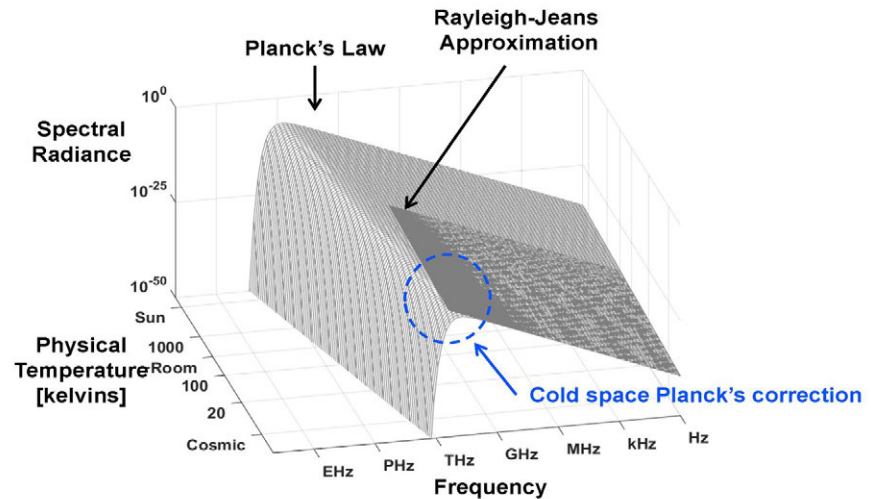 Rayleigh-Jeans
Approximation
Planck's Law
10^0
Spectral
Radiance
10^-25
10^-50
Sun
Physical
Temperature
[kelvins]
1000
Room
100
20
Cosmic
Cold space Planck's correction
EHz
PHz
THz
GHz
MHz
kHz
Hz
Frequency